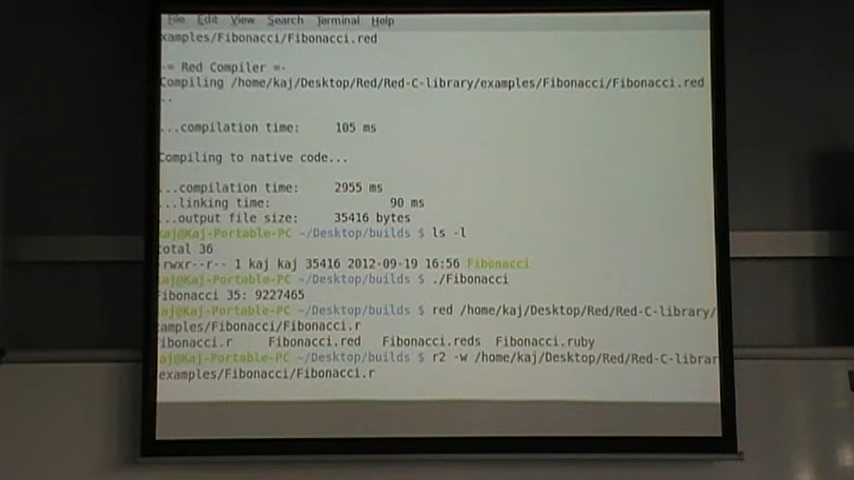 File Edit View Search Terminal Help
xamples/Fibonacci/Fibonacci.red
-= Red Compiler =-
Compiling /home/kaj/Desktop/Red/Red-C-library/examples/Fibonacci/Fibonacci.red
..
...compilation time: 105 ms
Compiling to native code...
...compilation time: 2955 ms
...linking time: 90 ms
...output file size: 35416 bytes
kaj@Kaj-Portable-PC ~/Desktop/builds $ ls -l
total 36
-rwxr--r-- 1 kaj kaj 35416 2012-09-19 16:56 Fibonacci
kaj@Kaj-Portable-PC ~/Desktop/builds $ ./Fibonacci
Fibonacci 35: 9227465
kaj@Kaj-Portable-PC ~/Desktop/builds $ red /home/kaj/Desktop/Red/Red-C-library/
xamples/Fibonacci/Fibonacci.r
Fibonacci.r Fibonacci.red Fibonacci.reds Fibonacci.ruby
kaj@Kaj-Portable-PC ~/Desktop/builds $ r2 -w /home/kaj/Desktop/Red/Red-C-librar
examples/Fibonacci/Fibonacci.r